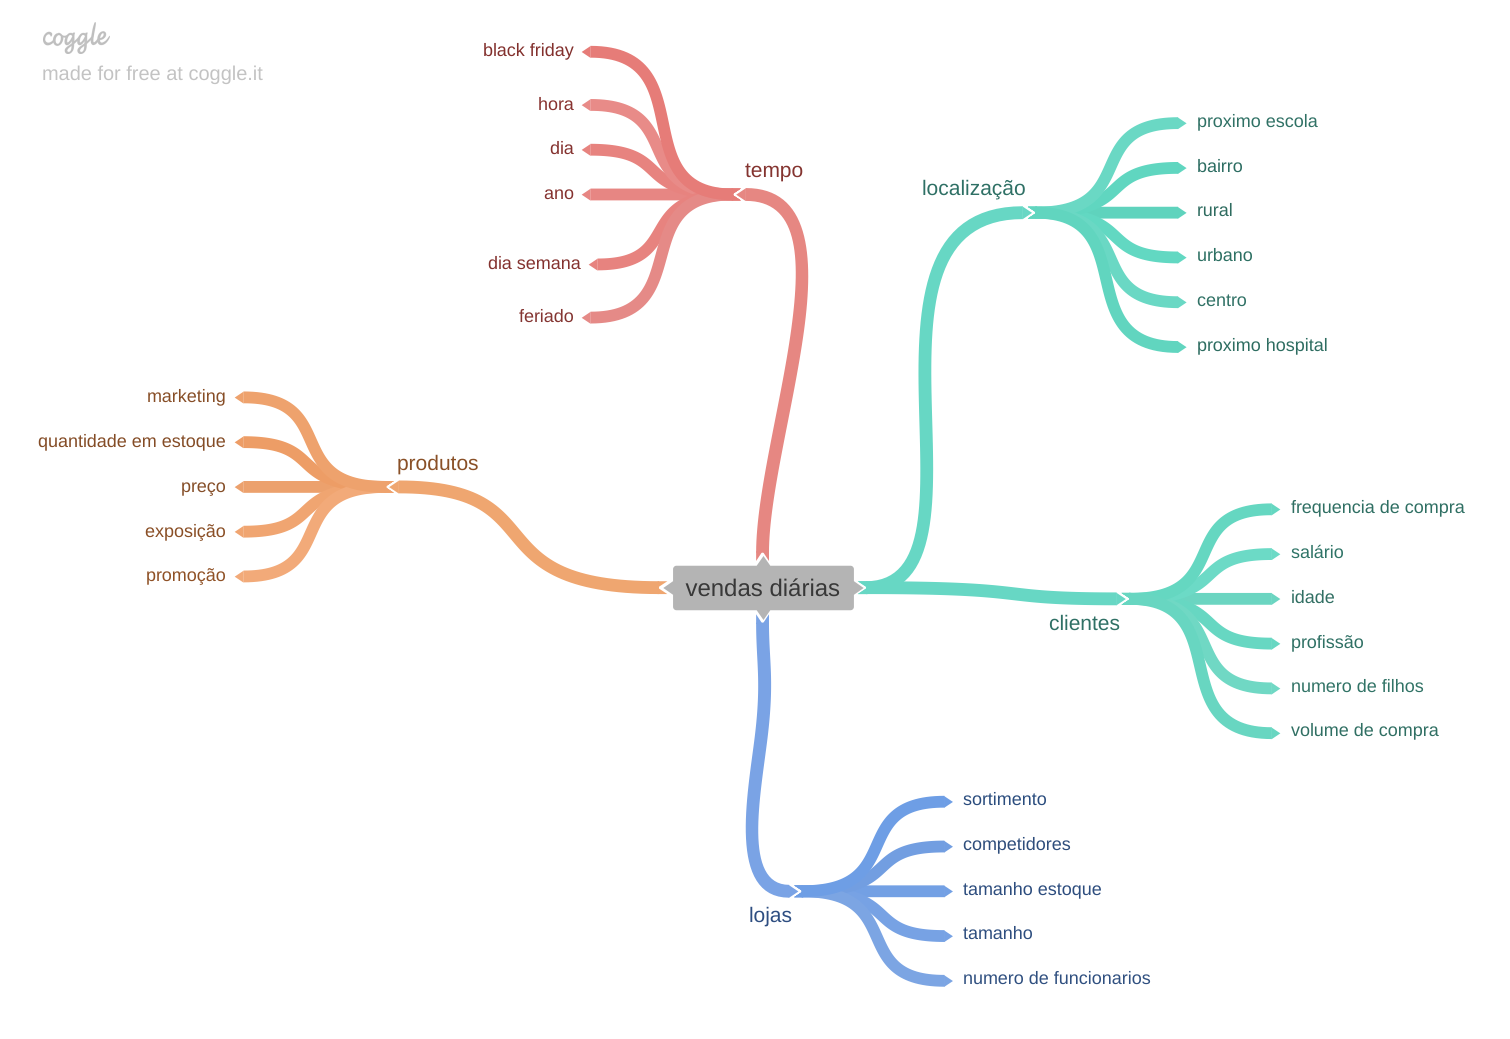 coggle
made for free at coggle.it
black friday
hora
dia
ano
dia semana
feriado
tempo
localização
proximo escola
bairro
rural
urbano
centro
proximo hospital
marketing
quantidade em estoque
preço
exposição
promoção
produtos
vendas diárias
clientes
frequencia de compra
salário
idade
profissão
numero de filhos
volume de compra
lojas
sortimento
competidores
tamanho estoque
tamanho
numero de funcionarios